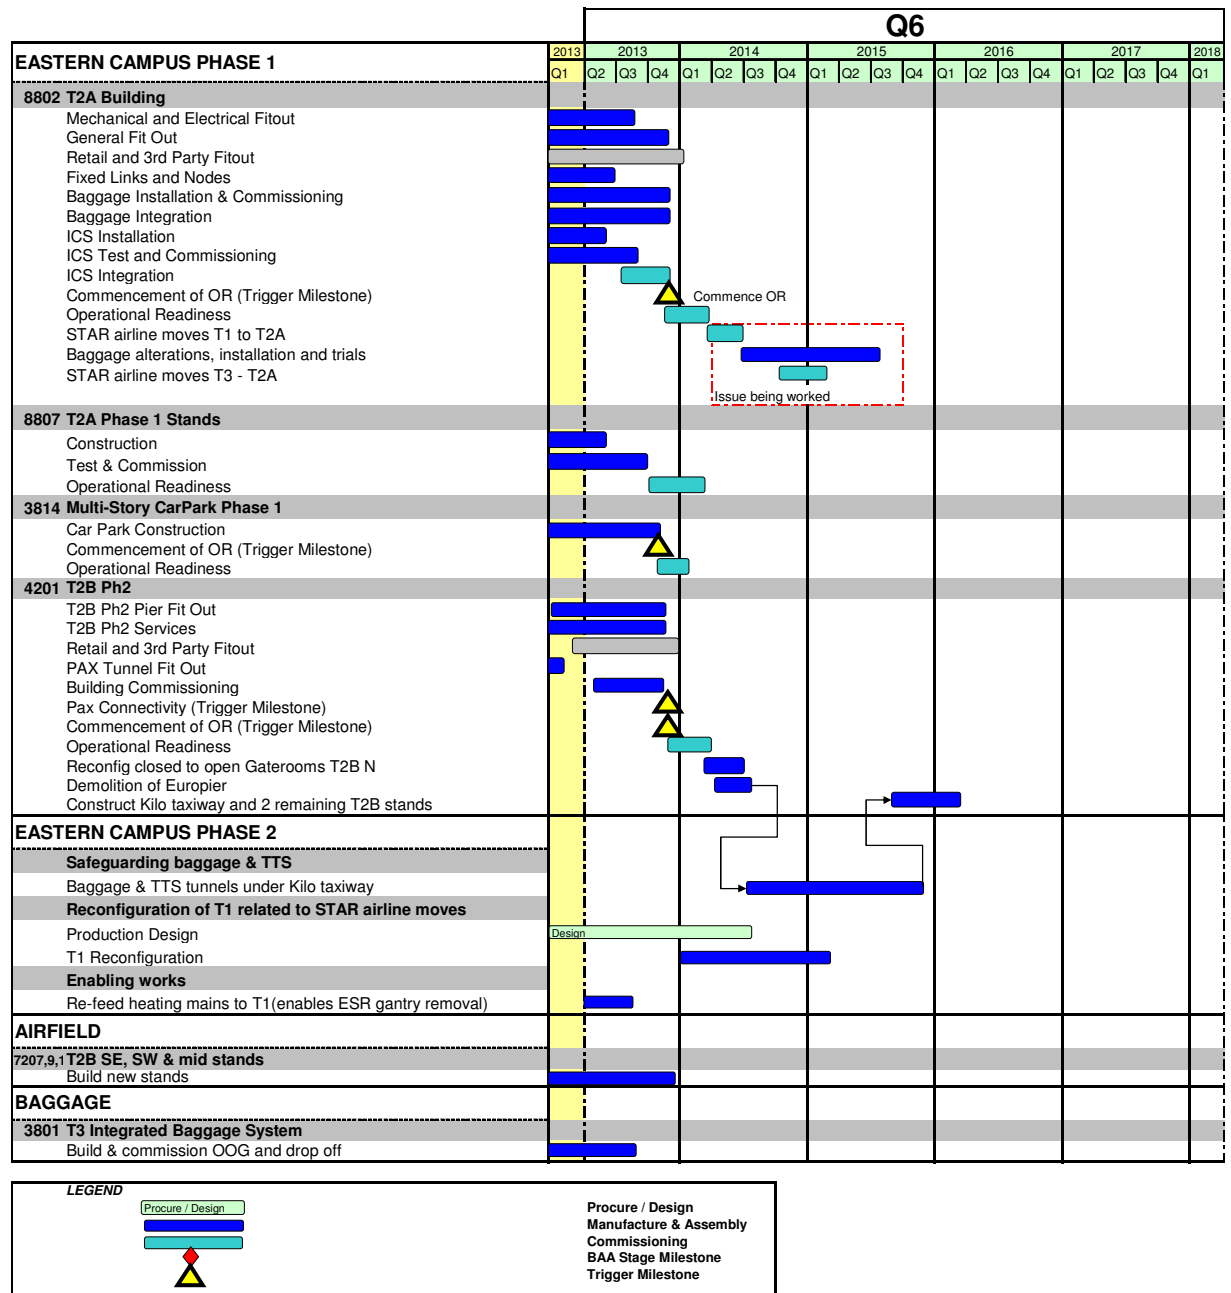 Q6
EASTERN CAMPUS PHASE 1
2013 2013 2014 2015 2016 2017 2018
Q1 Q2 Q3 Q4 Q1 Q2 Q3 Q4 Q1 Q2 Q3 Q4 Q1 Q2 Q3 Q4 Q1 Q2 Q3 Q4 Q1
8802 T2A Building
Mechanical and Electrical Fitout
General Fit Out
Retail and 3rd Party Fitout
Fixed Links and Nodes
Baggage Installation & Commissioning
Baggage Integration
ICS Installation
ICS Test and Commissioning
ICS Integration
Commencement of OR (Trigger Milestone) Commence OR
Operational Readiness
STAR airline moves T1 to T2A
Baggage alterations, installation and trials
STAR airline moves T3 - T2A
Issue being worked
8807 T2A Phase 1 Stands
Construction
Test & Commission
Operational Readiness
3814 Multi-Story CarPark Phase 1
Car Park Construction
Commencement of OR (Trigger Milestone)
Operational Readiness
4201 T2B Ph2
T2B Ph2 Pier Fit Out
T2B Ph2 Services
Retail and 3rd Party Fitout
PAX Tunnel Fit Out
Building Commissioning
Pax Connectivity (Trigger Milestone)
Commencement of OR (Trigger Milestone)
Operational Readiness
Reconfig closed to open Gaterooms T2B N
Demolition of Europier
Construct Kilo taxiway and 2 remaining T2B stands
EASTERN CAMPUS PHASE 2
Safeguarding baggage & TTS
Baggage & TTS tunnels under Kilo taxiway
Reconfiguration of T1 related to STAR airline moves
Production Design Design
T1 Reconfiguration
Enabling works
Re-feed heating mains to T1(enables ESR gantry removal)
AIRFIELD
7207,9,1 T2B SE, SW & mid stands
Build new stands
BAGGAGE
3801 T3 Integrated Baggage System
Build & commission OOG and drop off
LEGEND
Procure / Design Procure / Design
Manufacture & Assembly
Commissioning
BAA Stage Milestone
Trigger Milestone